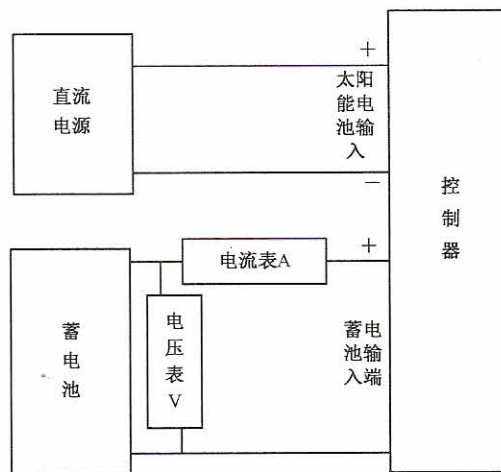 直流
电源
+
太阳
能电
池输
入
—
控
制
器
电流表A
+
蓄
电
池
电
压
表
V
蓄电
池输
入端